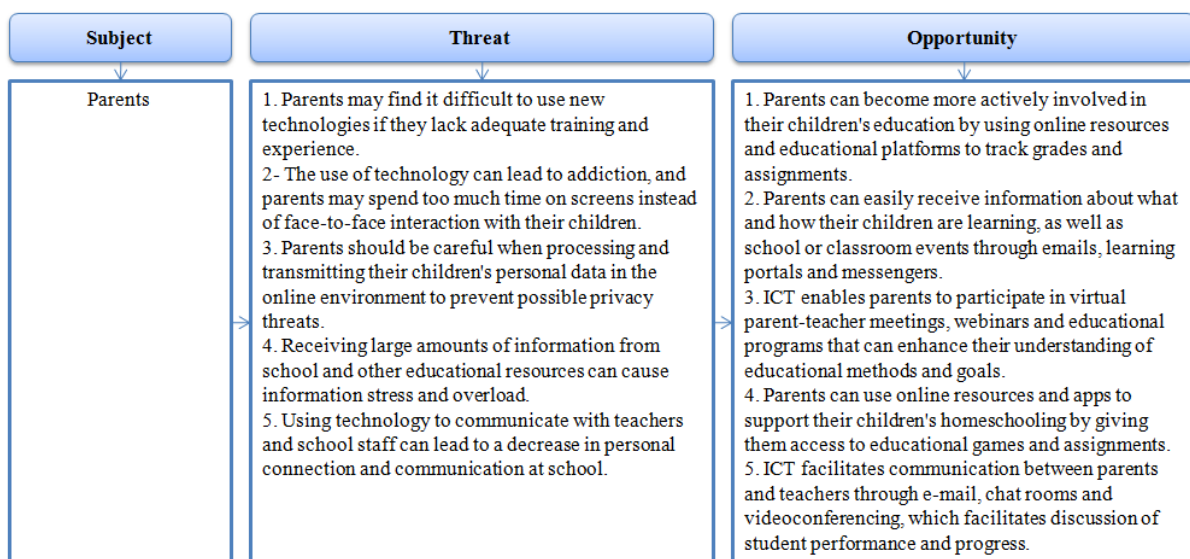 Subject
Threat
Opportunity
Parents
1. Parents may find it difficult to use new
technologies if they lack adequate training and
experience.
2- The use of technology can lead to addiction, and
parents may spend too much time on screens instead
of face-to-face interaction with their children.
3. Parents should be careful when processing and
transmitting their children's personal data in the
online environment to prevent possible privacy
threats.
4. Receiving large amounts of information from
school and other educational resources can cause
information stress and overload.
5. Using technology to communicate with teachers
and school staff can lead to a decrease in personal
connection and communication at school.
1. Parents can become more actively involved in
their children's education by using online resources
and educational platforms to track grades and
assignments.
2. Parents can easily receive information about what
and how their children are learning, as well as
school or classroom events through emails, learning
portals and messengers.
3. ICT enables parents to participate in virtual
parent-teacher meetings, webinars and educational
programs that can enhance their understanding of
educational methods and goals.
4. Parents can use online resources and apps to
support their children's homeschooling by giving
them access to educational games and assignments.
5. ICT facilitates communication between parents
and teachers through e-mail, chat rooms and
videoconferencing, which facilitates discussion of
student performance and progress.